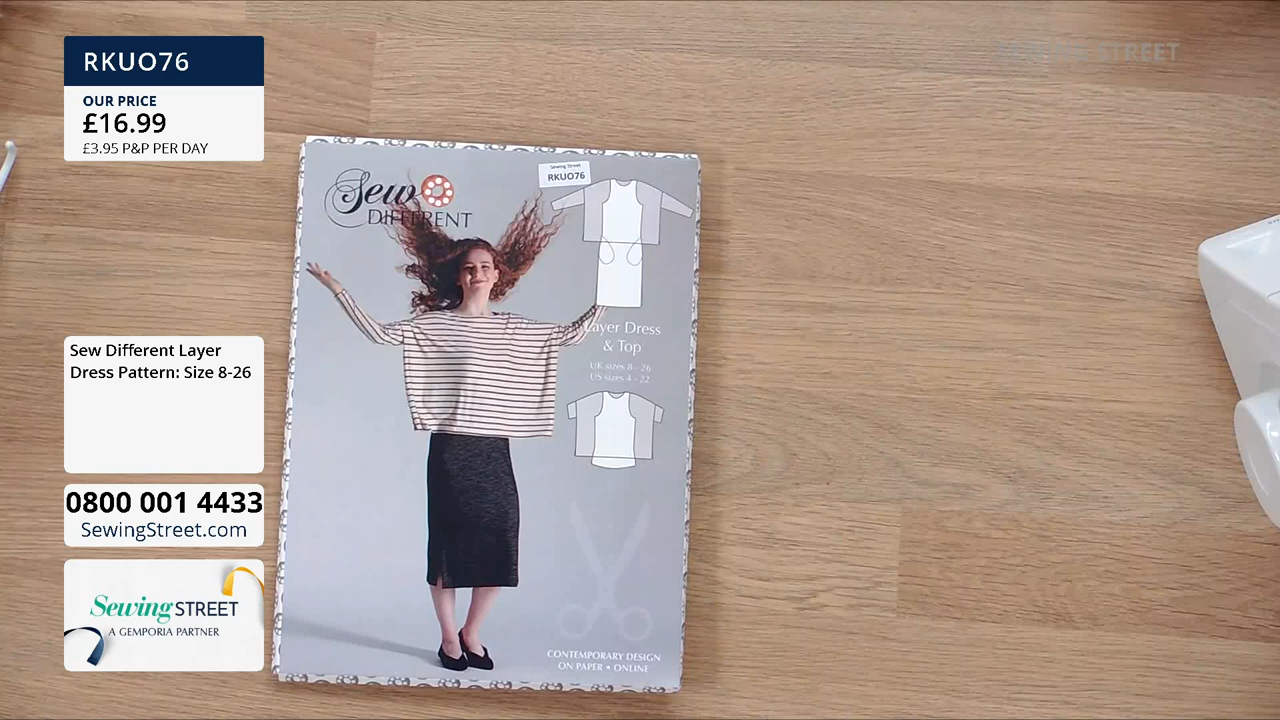 RKUO76
OUR PRICE
£16.99
£3.95 P&P PER DAY
Sew Different Layer
Dress Pattern: Size 8-26
0800 001 4433
SewingStreet.com
Sewing STREET
A GEMPORIA PARTNER
SEWING STREET
Sewing Street
RKUO76
Sew
DIFFERENT
Layer Dress
& Top
UK sizes 8 - 26
US sizes 4 - 22
CONTEMPORARY DESIGN
ON PAPER • ONLINE